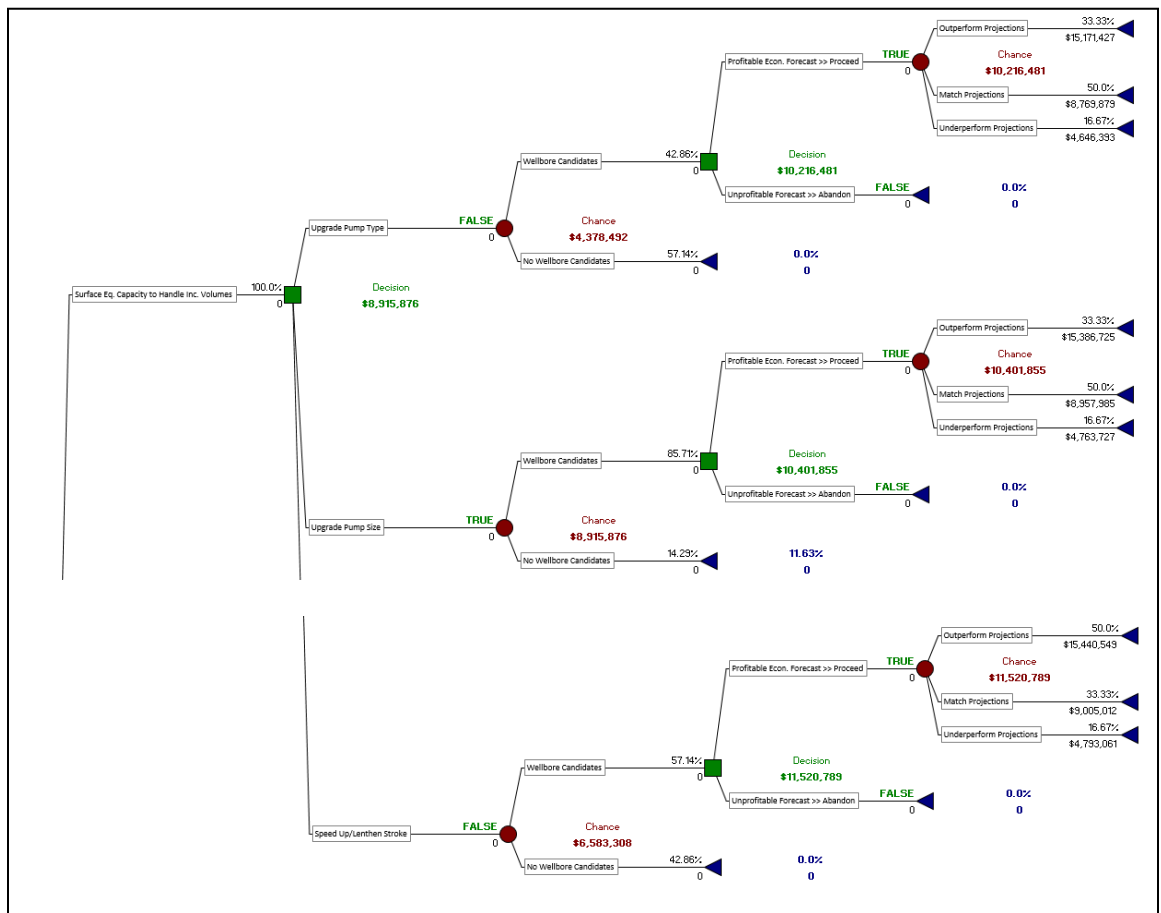 Outperform Projections 33.33%
$15,171,427
Profitable Econ. Forecast >> Proceed TRUE
0
Chance
$10,216,481
Match Projections 50.0%
$8,769,879
Underperform Projections 16.67%
$4,646,393
Wellbore Candidates 42.86%
0
Decision
$10,216,481
Unprofitable Forecast >> Abandon FALSE
0
0.0%
0
Upgrade Pump Type FALSE
0
Chance
$4,378,492
No Wellbore Candidates 57.14%
0
0.0%
0
Surface Eq. Capacity to Handle Inc. Volumes 100.0%
0
Decision
$8,915,876
Outperform Projections 33.33%
$15,386,725
Profitable Econ. Forecast >> Proceed TRUE
0
Chance
$10,401,855
Match Projections 50.0%
$8,957,985
Underperform Projections 16.67%
$4,763,727
Wellbore Candidates 85.71%
0
Decision
$10,401,855
Unprofitable Forecast >> Abandon FALSE
0
0.0%
0
Upgrade Pump Size TRUE
0
Chance
$8,915,876
No Wellbore Candidates 14.29%
0
11.63%
0
Outperform Projections 50.0%
$15,440,549
Profitable Econ. Forecast >> Proceed TRUE
0
Chance
$11,520,789
Match Projections 33.33%
$9,005,012
Underperform Projections 16.67%
$4,793,061
Wellbore Candidates 57.14%
0
Decision
$11,520,789
Unprofitable Forecast >> Abandon FALSE
0
0.0%
0
Speed Up/Lenthen Stroke FALSE
0
Chance
$6,583,308
No Wellbore Candidates 42.86%
0
0.0%
0